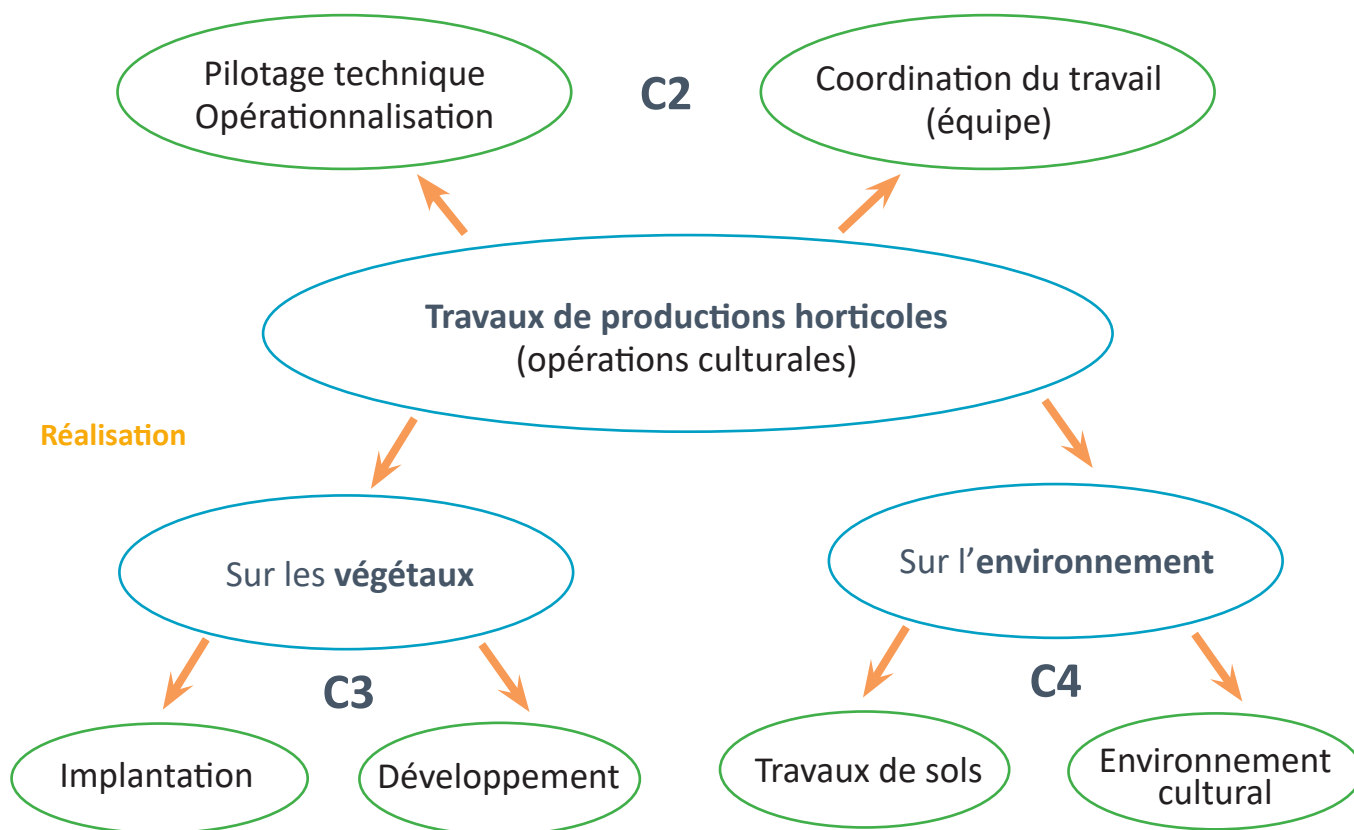 Pilotage technique
Opérationnalisation
C2
Coordination du travail
(équipe)
Travaux de productions horticoles
(opérations culturales)
Réalisation
Sur les végétaux
Sur l’environnement
C3
C4
Implantation
Développement
Travaux de sols
Environnement
cultural